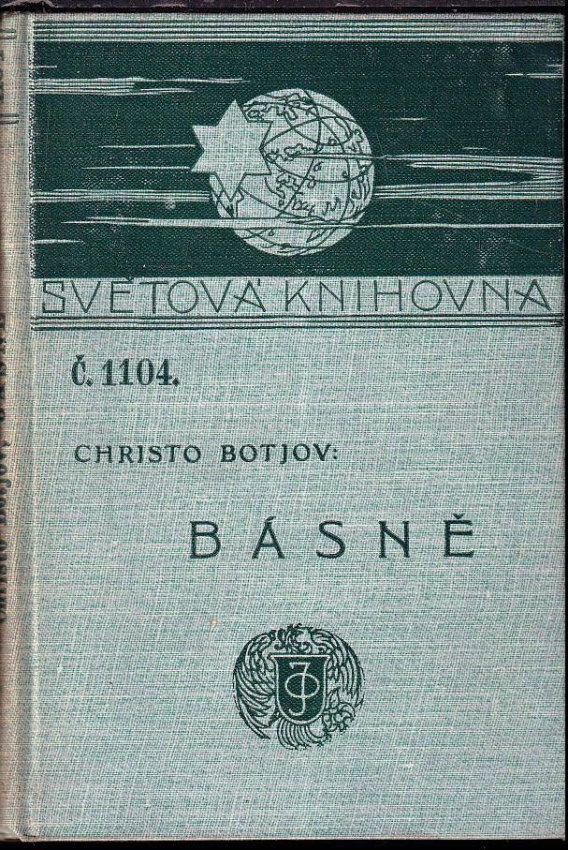 SVĚTOVÁ KNIHOVNA
Č. 1104.
CHRISTO BOTJOV:
BÁSNĚ